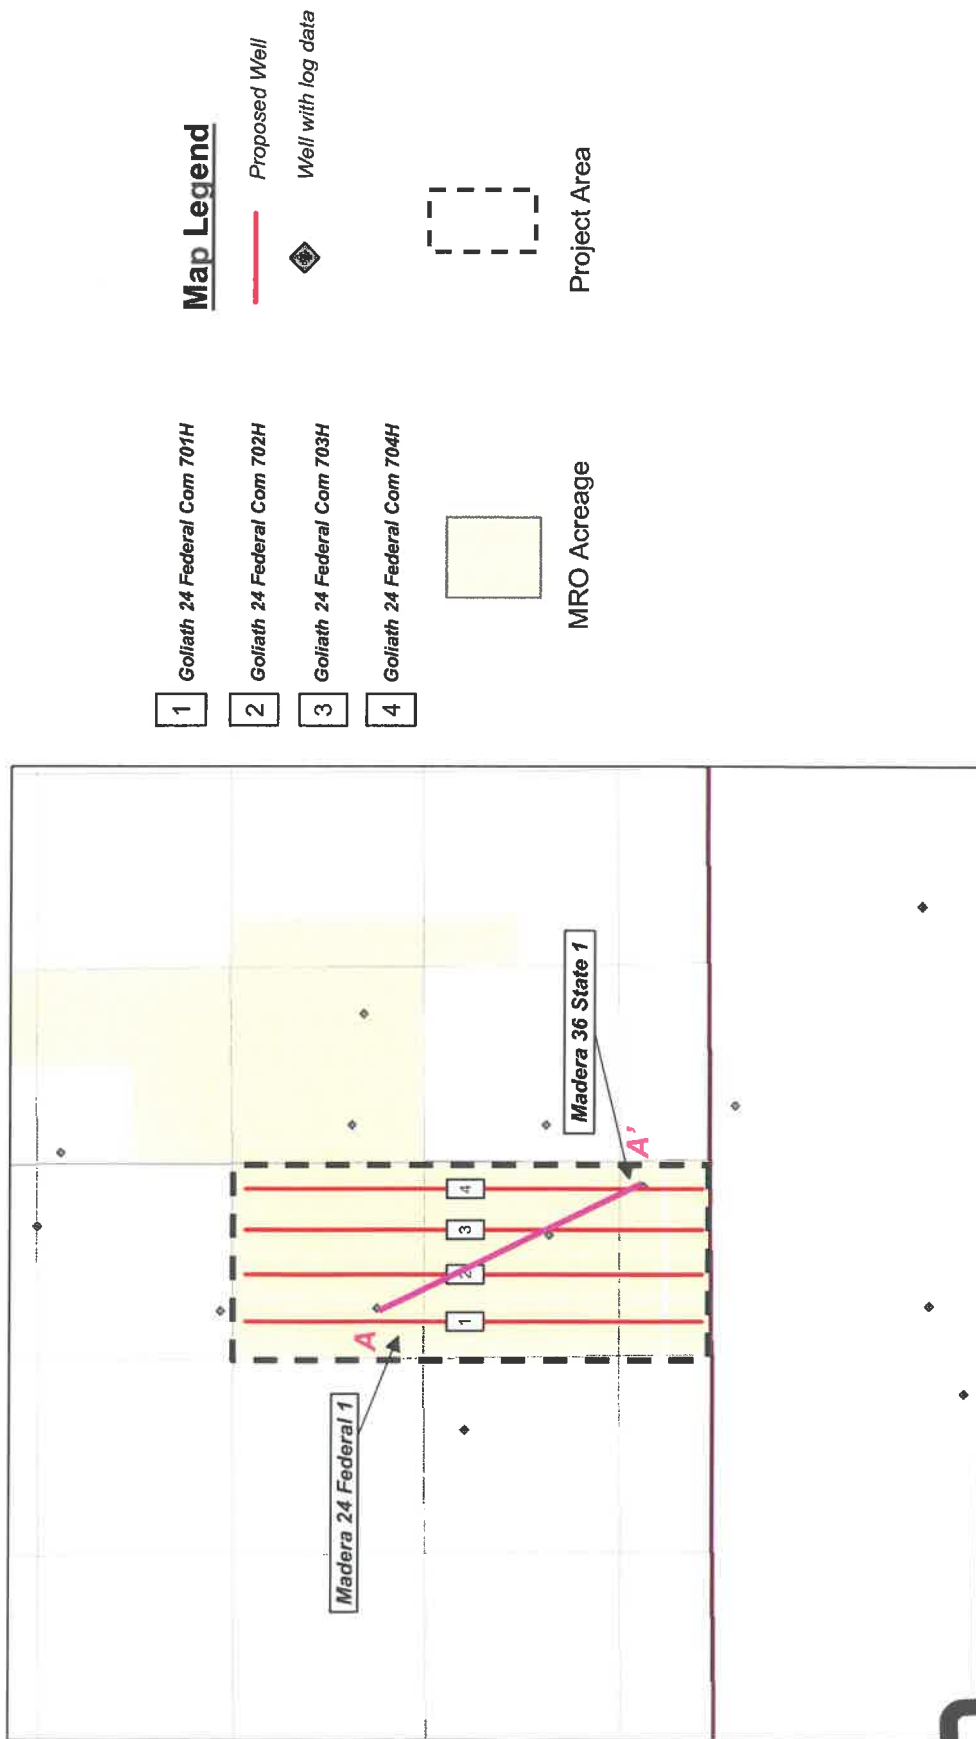 Map Legend
Proposed Well
Well with log data
Project Area
1 Goliath 24 Federal Com 701H
2 Goliath 24 Federal Com 702H
3 Goliath 24 Federal Com 703H
4 Goliath 24 Federal Com 704H
MRO Acreage
Madera 24 Federal 1
A
1
2
3
4
A'
Madera 36 State 1